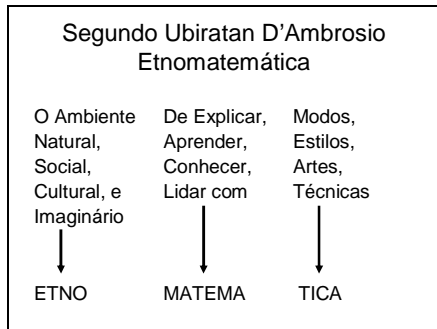 Segundo Ubiratan D'Ambrosio
Etnomatemática
O Ambiente
Natural,
Social,
Cultural, e
Imaginário
De Explicar,
Aprender,
Conhecer,
Lidar com
Modos,
Estilos,
Artes,
Técnicas
ETNO
MATEMA
TICA